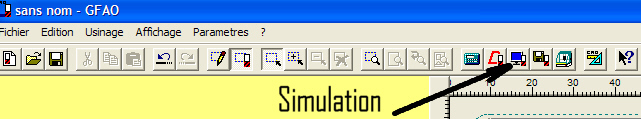 sans nom - GFAO
Fichier Edition Usinage Affichage Parametres ?
Simulation
10 20 30 40